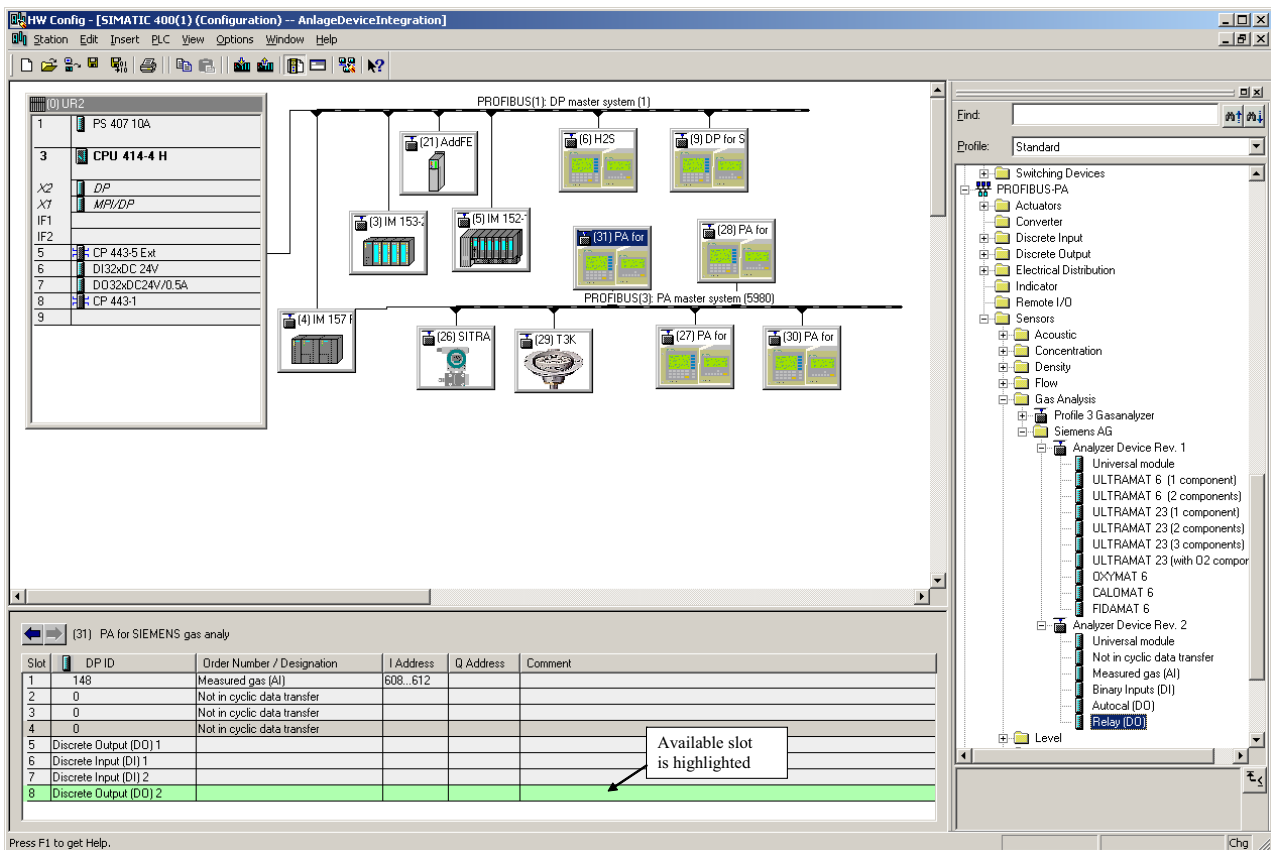 HW Config - [SIMATIC 400(1) (Configuration) -- AnlageDeviceIntegration]
Station Edit Insert PLC View Options Window Help
(0) UR2
1 PS 407 10A
3 CPU 414-4 H
X2 DP
X1 MPI/DP
IF1
IF2
5 CP 443-5 Ext
6 DI32xDC 24V
7 DO32xDC24V/0.5A
8 CP 443-1
9
PROFIBUS(1): DP master system (1)
(21) AddFE
(6) H2S
(9) DP for S
(3) IM 153-2
(5) IM 152-1
(31) PA for
(28) PA for
PROFIBUS(3): PA master system (5980)
(4) IM 157 F
(26) SITRA
(29) T3K
(27) PA for
(30) PA for
Find:
Profile: Standard
Switching Devices
PROFIBUS-PA
Actuators
Converter
Discrete Input
Discrete Output
Electrical Distribution
Indicator
Remote I/O
Sensors
Acoustic
Concentration
Density
Flow
Gas Analysis
Profile 3 Gasanalyzer
Siemens AG
Analyzer Device Rev. 1
Universal module
ULTRAMAT 6 (1 component)
ULTRAMAT 6 (2 components)
ULTRAMAT 23 (1 component)
ULTRAMAT 23 (2 components)
ULTRAMAT 23 (3 components)
ULTRAMAT 23 (with O2 compor
OXYMAT 6
CALOMAT 6
FIDAMAT 6
Analyzer Device Rev. 2
Universal module
Not in cyclic data transfer
Measured gas (AI)
Binary Inputs (DI)
Autocal (DO)
Relay (DO)
Level
(31) PA for SIEMENS gas analy
Slot DP ID Order Number / Designation I Address Q Address Comment
1 148 Measured gas (AI) 608...612
2 0 Not in cyclic data transfer
3 0 Not in cyclic data transfer
4 0 Not in cyclic data transfer
5 Discrete Output (DO) 1
6 Discrete Input (DI) 1
7 Discrete Input (DI) 2
8 Discrete Output (DO) 2
Available slot
is highlighted
Press F1 to get Help.
Chg